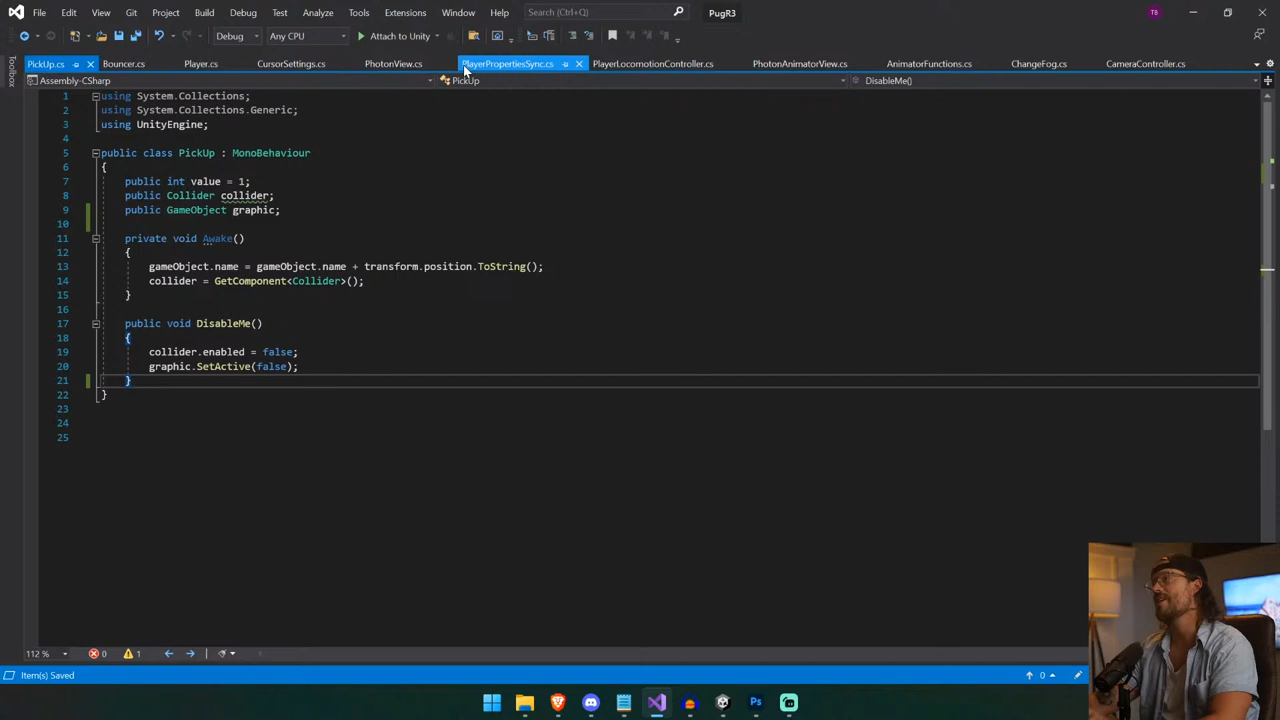 File Edit View Git Project Build Debug Test Analyze Tools Extensions Window Help Search (Ctrl+Q) PugR3 TB
Debug Any CPU Attach to Unity
PickUp.cs Bouncer.cs Player.cs CursorSettings.cs PhotonView.cs PlayerPropertiesSync.cs PlayerLocomotionController.cs PhotonAnimatorView.cs AnimatorFunctions.cs ChangeFog.cs CameraController.cs
Toolbox
Assembly-CSharp PickUp DisableMe()
1 using System.Collections;
2 using System.Collections.Generic;
3 using UnityEngine;
4
5 public class PickUp : MonoBehaviour
6 {
7 public int value = 1;
8 public Collider collider;
9 public GameObject graphic;
10
11 private void Awake()
12 {
13 gameObject.name = gameObject.name + transform.position.ToString();
14 collider = GetComponent<Collider>();
15 }
16
17 public void DisableMe()
18 {
19 collider.enabled = false;
20 graphic.SetActive(false);
21 }
22 }
23
24
25
112 % 0 1
Item(s) Saved 0
Ps